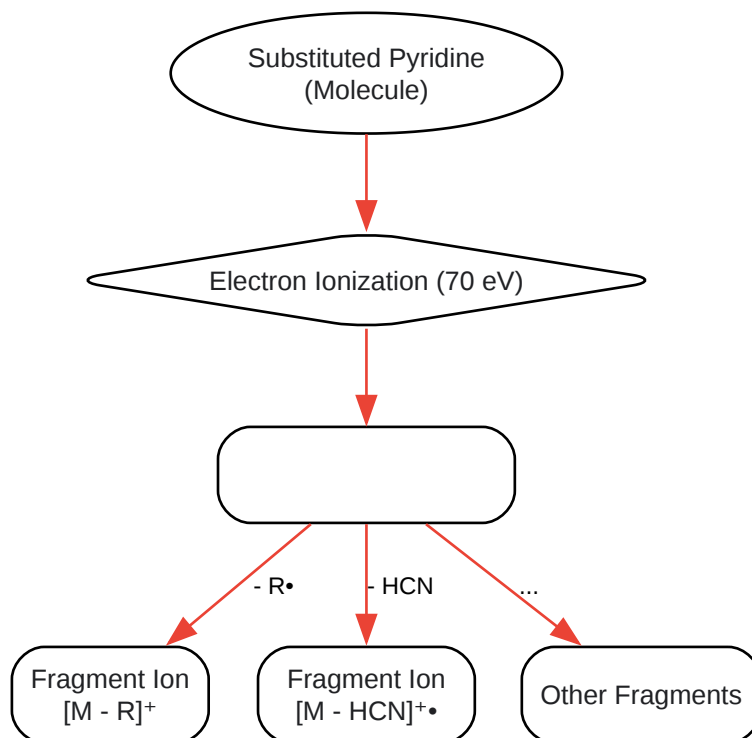 Substituted Pyridine
(Molecule)
Electron Ionization (70 eV)
- R•
- HCN
...
Fragment Ion
[M - R]⁺
Fragment Ion
[M - HCN]⁺•
Other Fragments